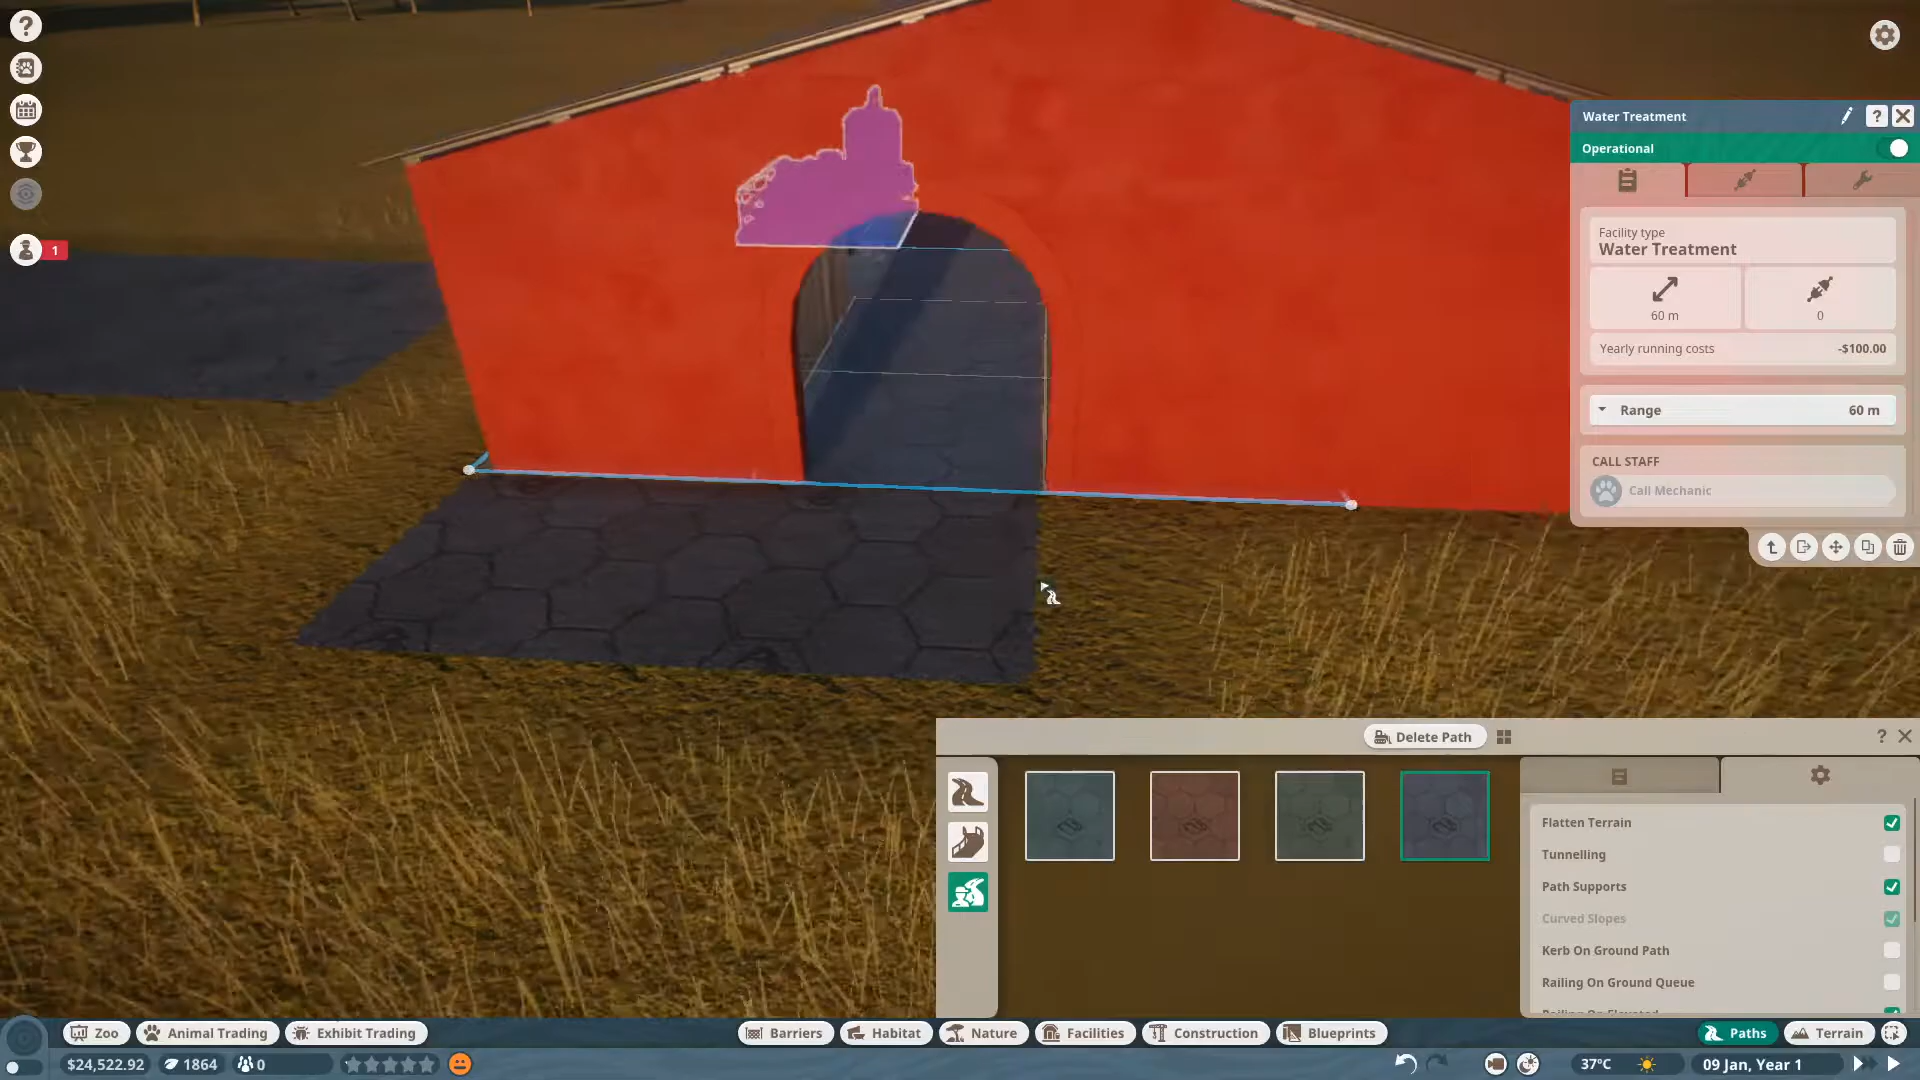 Water Treatment
Operational
1
Facility type
Water Treatment
60 m
0
Yearly running costs -$100.00
Range 60 m
CALL STAFF
Call Mechanic
Delete Path
?
Flatten Terrain
Tunnelling
Path Supports
Curved Slopes
Kerb On Ground Path
Railing On Ground Queue
Railing On Elevated
Zoo
Animal Trading
Exhibit Trading
Barriers
Habitat
Nature
Facilities
Construction
Blueprints
Paths
Terrain
$24,522.92
1864
0
37°C
09 Jan, Year 1